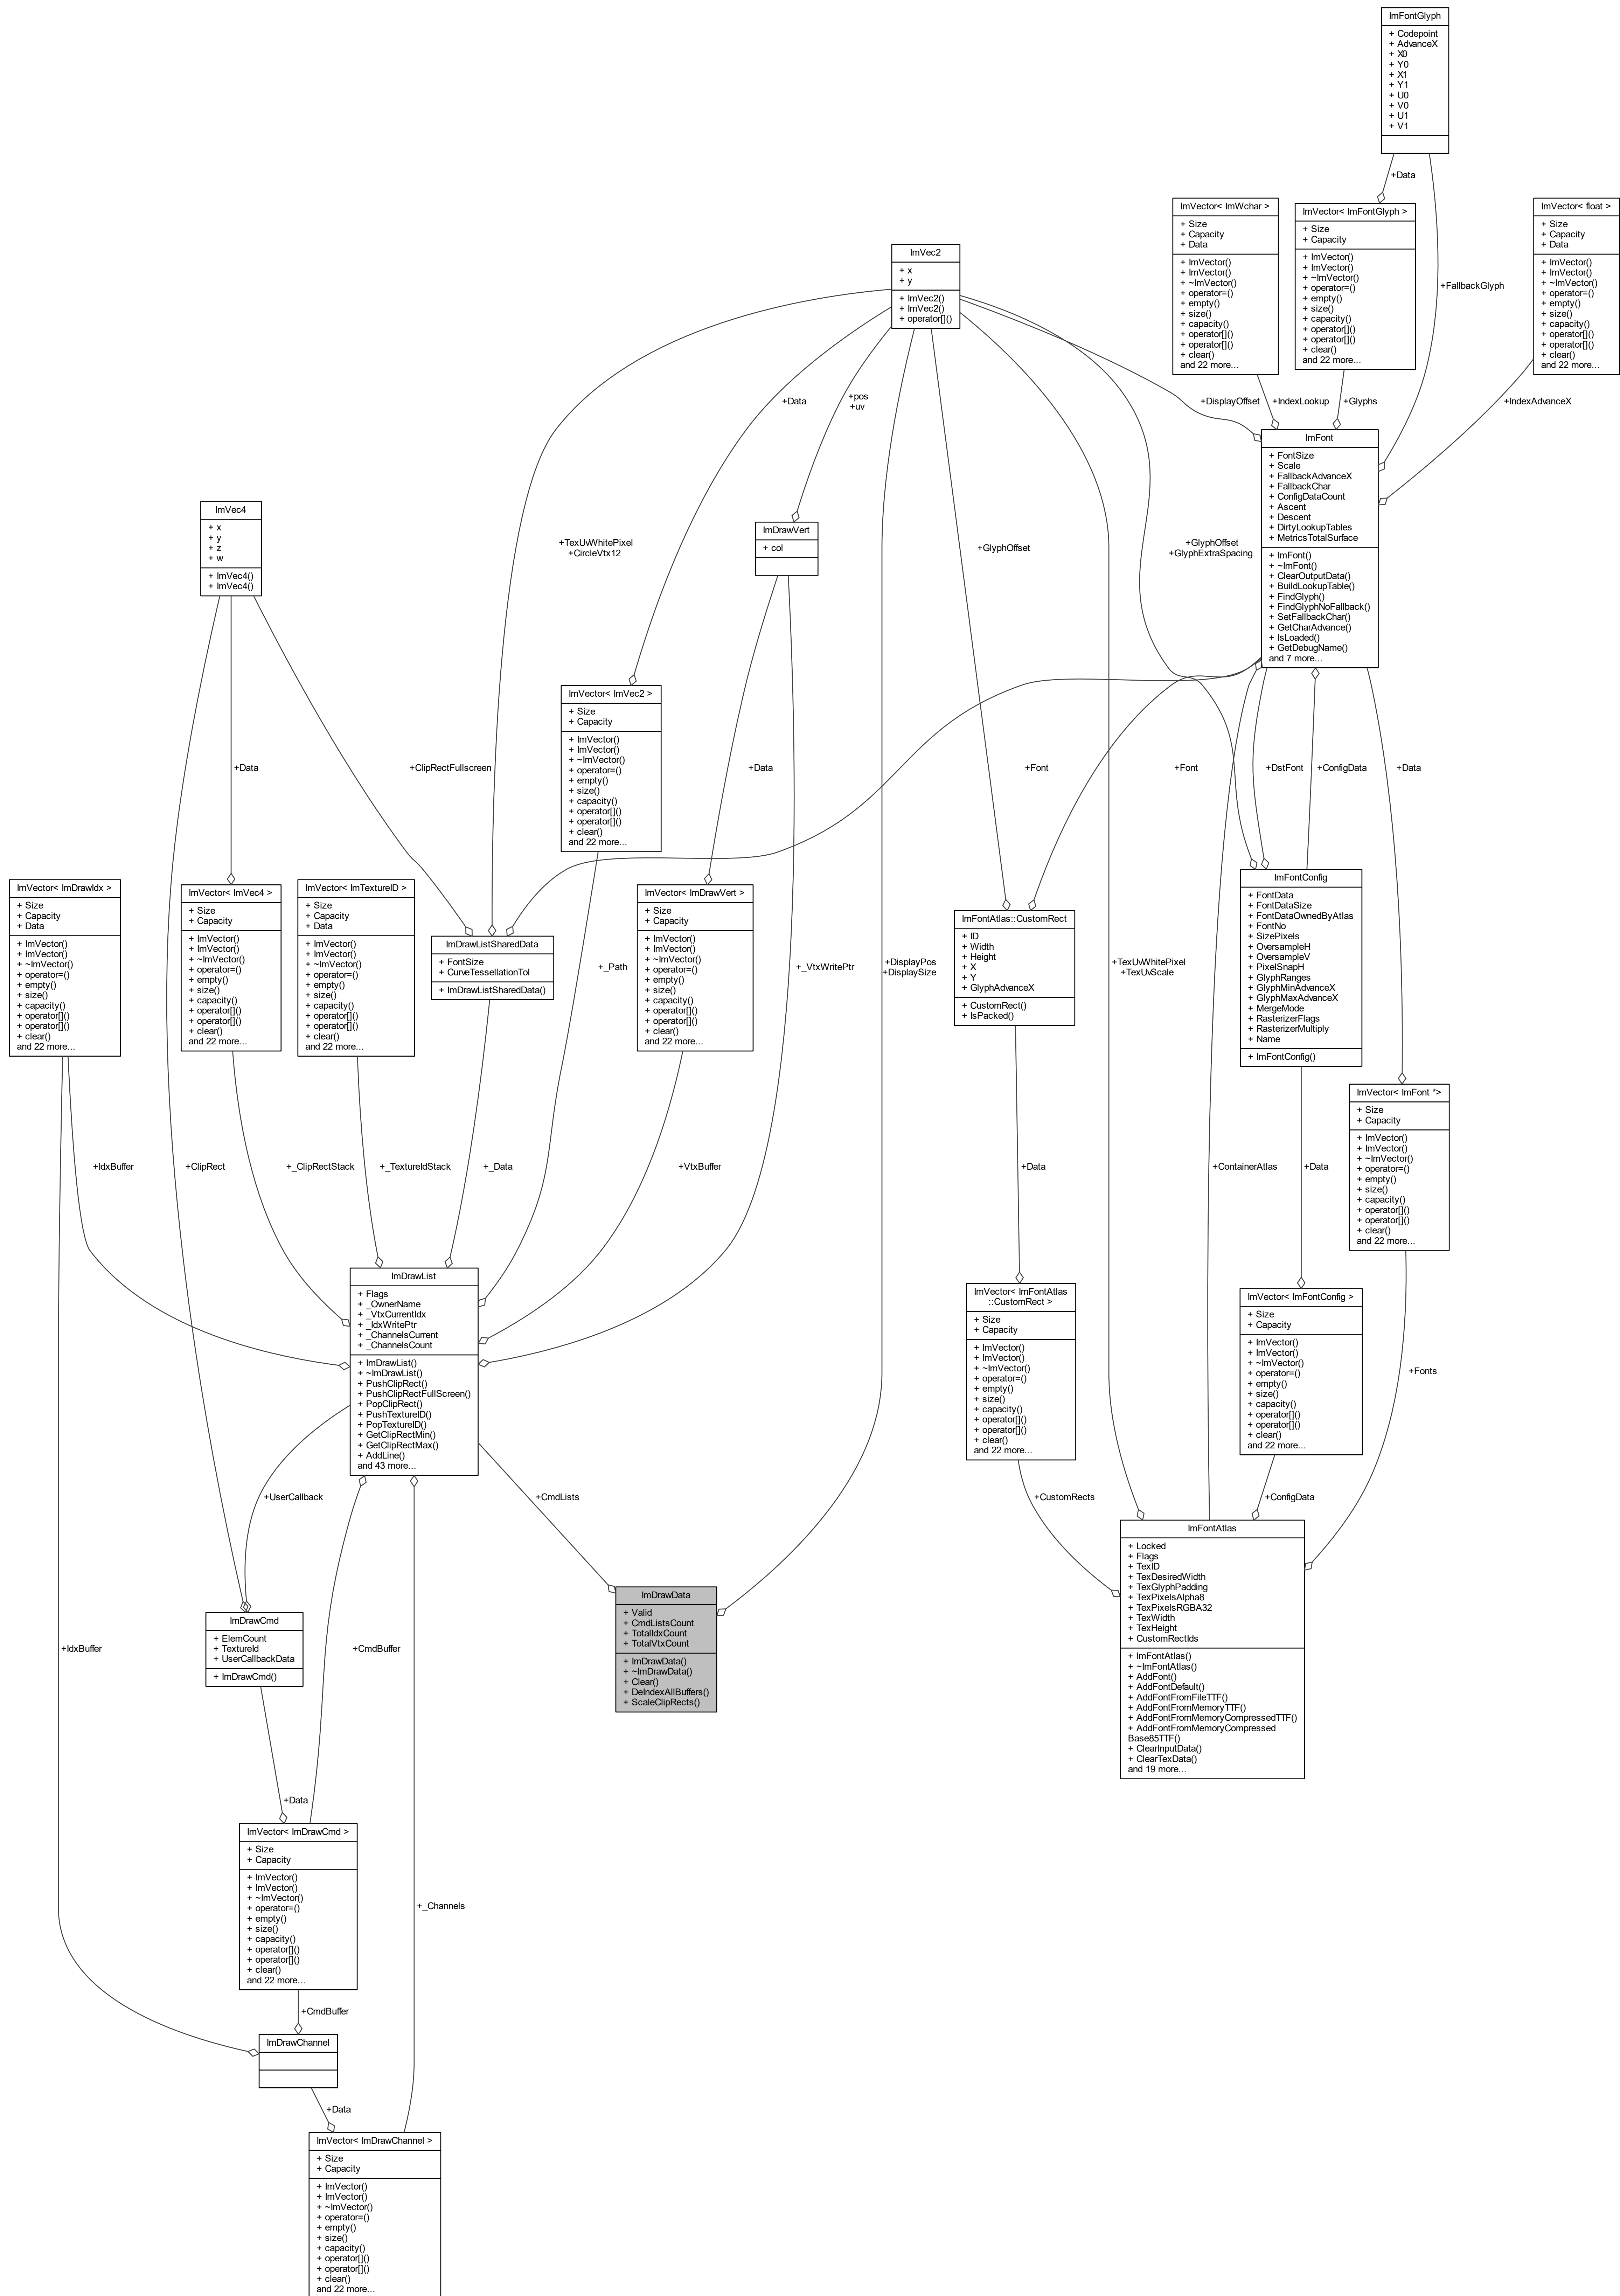 ImFontGlyph
+ Codepoint
+ AdvanceX
+ X0
+ Y0
+ X1
+ Y1
+ U0
+ V0
+ U1
+ V1
+Data
+FallbackGlyph
ImVector< ImWchar >
+ Size
+ Capacity
+ Data
+ ImVector()
+ ImVector()
+ ~ImVector()
+ operator=()
+ empty()
+ size()
+ capacity()
+ operator[]()
+ operator[]()
+ clear()
and 22 more...
ImVector< ImFontGlyph >
+ Size
+ Capacity
+ ImVector()
+ ImVector()
+ ~ImVector()
+ operator=()
+ empty()
+ size()
+ capacity()
+ operator[]()
+ operator[]()
+ clear()
and 22 more...
ImVector< float >
+ Size
+ Capacity
+ Data
+ ImVector()
+ ImVector()
+ ~ImVector()
+ operator=()
+ empty()
+ size()
+ capacity()
+ operator[]()
+ operator[]()
+ clear()
and 22 more...
ImVec2
+ x
+ y
+ ImVec2()
+ ImVec2()
+ operator[]()
+Data
+pos
+uv
+DisplayOffset
+IndexLookup
+Glyphs
+IndexAdvanceX
ImFont
+ FontSize
+ Scale
+ FallbackAdvanceX
+ FallbackChar
+ ConfigDataCount
+ Ascent
+ Descent
+ DirtyLookupTables
+ MetricsTotalSurface
+ ImFont()
+ ~ImFont()
+ ClearOutputData()
+ BuildLookupTable()
+ FindGlyph()
+ FindGlyphNoFallback()
+ SetFallbackChar()
+ GetCharAdvance()
+ IsLoaded()
+ GetDebugName()
and 7 more...
ImVec4
+ x
+ y
+ z
+ w
+ ImVec4()
+ ImVec4()
+TexUvWhitePixel
+CircleVtx12
ImDrawVert
+ col
+GlyphOffset
+GlyphOffset
+GlyphExtraSpacing
ImVector< ImVec2 >
+ Size
+ Capacity
+ ImVector()
+ ImVector()
+ ~ImVector()
+ operator=()
+ empty()
+ size()
+ capacity()
+ operator[]()
+ operator[]()
+ clear()
and 22 more...
+Data
+ClipRectFullscreen
+Data
+Font
+Font
+DstFont
+ConfigData
+Data
ImVector< ImDrawIdx >
+ Size
+ Capacity
+ Data
+ ImVector()
+ ImVector()
+ ~ImVector()
+ operator=()
+ empty()
+ size()
+ capacity()
+ operator[]()
+ operator[]()
+ clear()
and 22 more...
ImVector< ImVec4 >
+ Size
+ Capacity
+ ImVector()
+ ImVector()
+ ~ImVector()
+ operator=()
+ empty()
+ size()
+ capacity()
+ operator[]()
+ operator[]()
+ clear()
and 22 more...
ImVector< ImTextureID >
+ Size
+ Capacity
+ Data
+ ImVector()
+ ImVector()
+ ~ImVector()
+ operator=()
+ empty()
+ size()
+ capacity()
+ operator[]()
+ operator[]()
+ clear()
and 22 more...
ImDrawListSharedData
+ FontSize
+ CurveTessellationTol
+ ImDrawListSharedData()
+_Path
ImVector< ImDrawVert >
+ Size
+ Capacity
+ ImVector()
+ ImVector()
+ ~ImVector()
+ operator=()
+ empty()
+ size()
+ capacity()
+ operator[]()
+ operator[]()
+ clear()
and 22 more...
+_VtxWritePtr
+DisplayPos
+DisplaySize
ImFontAtlas::CustomRect
+ ID
+ Width
+ Height
+ X
+ Y
+ GlyphAdvanceX
+ CustomRect()
+ IsPacked()
+TexUvWhitePixel
+TexUvScale
ImFontConfig
+ FontData
+ FontDataSize
+ FontDataOwnedByAtlas
+ FontNo
+ SizePixels
+ OversampleH
+ OversampleV
+ PixelSnapH
+ GlyphRanges
+ GlyphMinAdvanceX
+ GlyphMaxAdvanceX
+ MergeMode
+ RasterizerFlags
+ RasterizerMultiply
+ Name
+ ImFontConfig()
ImVector< ImFont *>
+ Size
+ Capacity
+ ImVector()
+ ImVector()
+ ~ImVector()
+ operator=()
+ empty()
+ size()
+ capacity()
+ operator[]()
+ operator[]()
+ clear()
and 22 more...
+IdxBuffer
+ClipRect
+_ClipRectStack
+_TextureIdStack
+_Data
+VtxBuffer
+Data
+ContainerAtlas
+Data
ImDrawList
+ Flags
+ _OwnerName
+ _VtxCurrentIdx
+ _IdxWritePtr
+ _ChannelsCurrent
+ _ChannelsCount
+ ImDrawList()
+ ~ImDrawList()
+ PushClipRect()
+ PushClipRectFullScreen()
+ PopClipRect()
+ PushTextureID()
+ PopTextureID()
+ GetClipRectMin()
+ GetClipRectMax()
+ AddLine()
and 43 more...
ImVector< ImFontAtlas
::CustomRect >
+ Size
+ Capacity
+ ImVector()
+ ImVector()
+ ~ImVector()
+ operator=()
+ empty()
+ size()
+ capacity()
+ operator[]()
+ operator[]()
+ clear()
and 22 more...
ImVector< ImFontConfig >
+ Size
+ Capacity
+ ImVector()
+ ImVector()
+ ~ImVector()
+ operator=()
+ empty()
+ size()
+ capacity()
+ operator[]()
+ operator[]()
+ clear()
and 22 more...
+Fonts
+UserCallback
+CmdLists
+CustomRects
+ConfigData
ImFontAtlas
+ Locked
+ Flags
+ TexID
+ TexDesiredWidth
+ TexGlyphPadding
+ TexPixelsAlpha8
+ TexPixelsRGBA32
+ TexWidth
+ TexHeight
+ CustomRectIds
+ ImFontAtlas()
+ ~ImFontAtlas()
+ AddFont()
+ AddFontDefault()
+ AddFontFromFileTTF()
+ AddFontFromMemoryTTF()
+ AddFontFromMemoryCompressedTTF()
+ AddFontFromMemoryCompressed
Base85TTF()
+ ClearInputData()
+ ClearTexData()
and 19 more...
ImDrawData
+ Valid
+ CmdListsCount
+ TotalIdxCount
+ TotalVtxCount
+ ImDrawData()
+ ~ImDrawData()
+ Clear()
+ DeIndexAllBuffers()
+ ScaleClipRects()
ImDrawCmd
+ ElemCount
+ TextureId
+ UserCallbackData
+ ImDrawCmd()
+IdxBuffer
+CmdBuffer
+Data
ImVector< ImDrawCmd >
+ Size
+ Capacity
+ ImVector()
+ ImVector()
+ ~ImVector()
+ operator=()
+ empty()
+ size()
+ capacity()
+ operator[]()
+ operator[]()
+ clear()
and 22 more...
+_Channels
+CmdBuffer
ImDrawChannel
+Data
ImVector< ImDrawChannel >
+ Size
+ Capacity
+ ImVector()
+ ImVector()
+ ~ImVector()
+ operator=()
+ empty()
+ size()
+ capacity()
+ operator[]()
+ operator[]()
+ clear()
and 22 more...